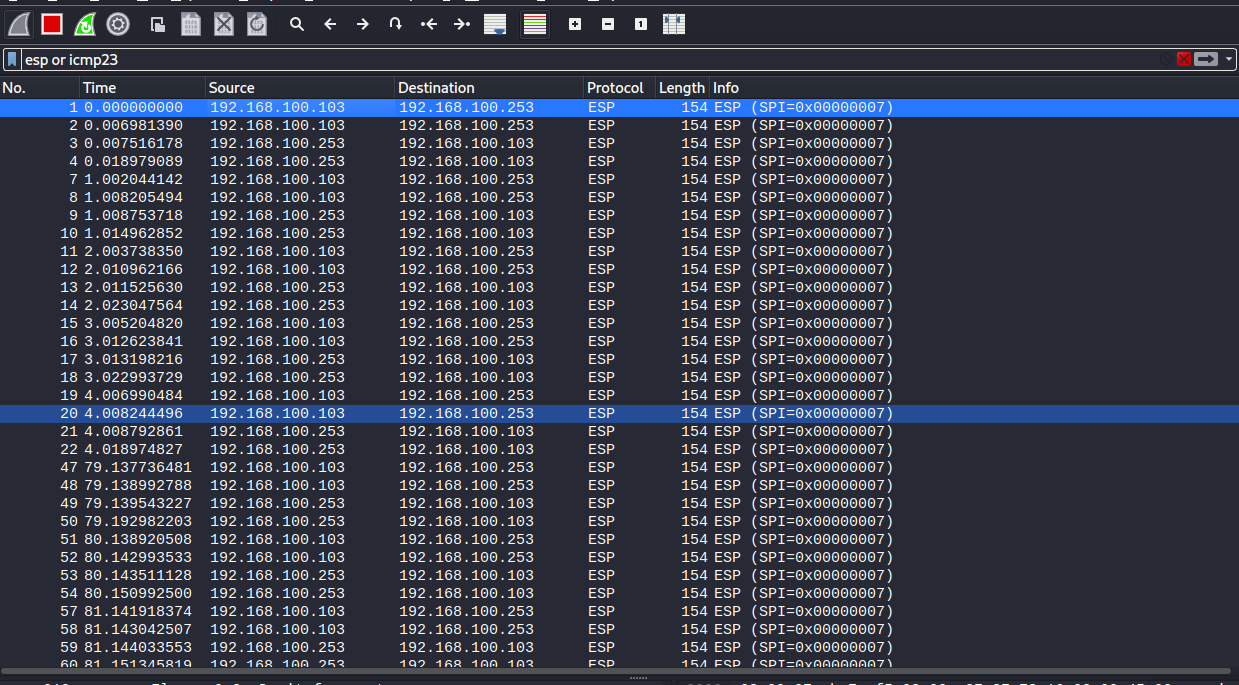 esp or icmp23
No. Time Source Destination Protocol Length Info
1 0.000000000 192.168.100.103 192.168.100.253 ESP 154 ESP (SPI=0x00000007)
2 0.006981390 192.168.100.103 192.168.100.253 ESP 154 ESP (SPI=0x00000007)
3 0.007516178 192.168.100.253 192.168.100.103 ESP 154 ESP (SPI=0x00000007)
4 0.018979089 192.168.100.253 192.168.100.103 ESP 154 ESP (SPI=0x00000007)
7 1.002044142 192.168.100.103 192.168.100.253 ESP 154 ESP (SPI=0x00000007)
8 1.008205494 192.168.100.103 192.168.100.253 ESP 154 ESP (SPI=0x00000007)
9 1.008753718 192.168.100.253 192.168.100.103 ESP 154 ESP (SPI=0x00000007)
10 1.014962852 192.168.100.253 192.168.100.103 ESP 154 ESP (SPI=0x00000007)
11 2.003738350 192.168.100.103 192.168.100.253 ESP 154 ESP (SPI=0x00000007)
12 2.010962166 192.168.100.103 192.168.100.253 ESP 154 ESP (SPI=0x00000007)
13 2.011525630 192.168.100.253 192.168.100.103 ESP 154 ESP (SPI=0x00000007)
14 2.023047564 192.168.100.253 192.168.100.103 ESP 154 ESP (SPI=0x00000007)
15 3.005204820 192.168.100.103 192.168.100.253 ESP 154 ESP (SPI=0x00000007)
16 3.012623841 192.168.100.103 192.168.100.253 ESP 154 ESP (SPI=0x00000007)
17 3.013198216 192.168.100.253 192.168.100.103 ESP 154 ESP (SPI=0x00000007)
18 3.022993729 192.168.100.253 192.168.100.103 ESP 154 ESP (SPI=0x00000007)
19 4.006990484 192.168.100.103 192.168.100.253 ESP 154 ESP (SPI=0x00000007)
20 4.008244496 192.168.100.103 192.168.100.253 ESP 154 ESP (SPI=0x00000007)
21 4.008792861 192.168.100.253 192.168.100.103 ESP 154 ESP (SPI=0x00000007)
22 4.018974827 192.168.100.253 192.168.100.103 ESP 154 ESP (SPI=0x00000007)
47 79.137736481 192.168.100.103 192.168.100.253 ESP 154 ESP (SPI=0x00000007)
48 79.138992788 192.168.100.103 192.168.100.253 ESP 154 ESP (SPI=0x00000007)
49 79.139543227 192.168.100.253 192.168.100.103 ESP 154 ESP (SPI=0x00000007)
50 79.192982203 192.168.100.253 192.168.100.103 ESP 154 ESP (SPI=0x00000007)
51 80.138920508 192.168.100.103 192.168.100.253 ESP 154 ESP (SPI=0x00000007)
52 80.142993533 192.168.100.103 192.168.100.253 ESP 154 ESP (SPI=0x00000007)
53 80.143511128 192.168.100.253 192.168.100.103 ESP 154 ESP (SPI=0x00000007)
54 80.150992500 192.168.100.253 192.168.100.103 ESP 154 ESP (SPI=0x00000007)
57 81.141918374 192.168.100.103 192.168.100.253 ESP 154 ESP (SPI=0x00000007)
58 81.143042507 192.168.100.103 192.168.100.253 ESP 154 ESP (SPI=0x00000007)
59 81.144033553 192.168.100.253 192.168.100.103 ESP 154 ESP (SPI=0x00000007)
60 81.151345819 192.168.100.253 192.168.100.103 ESP 154 ESP (SPI=0x00000007)